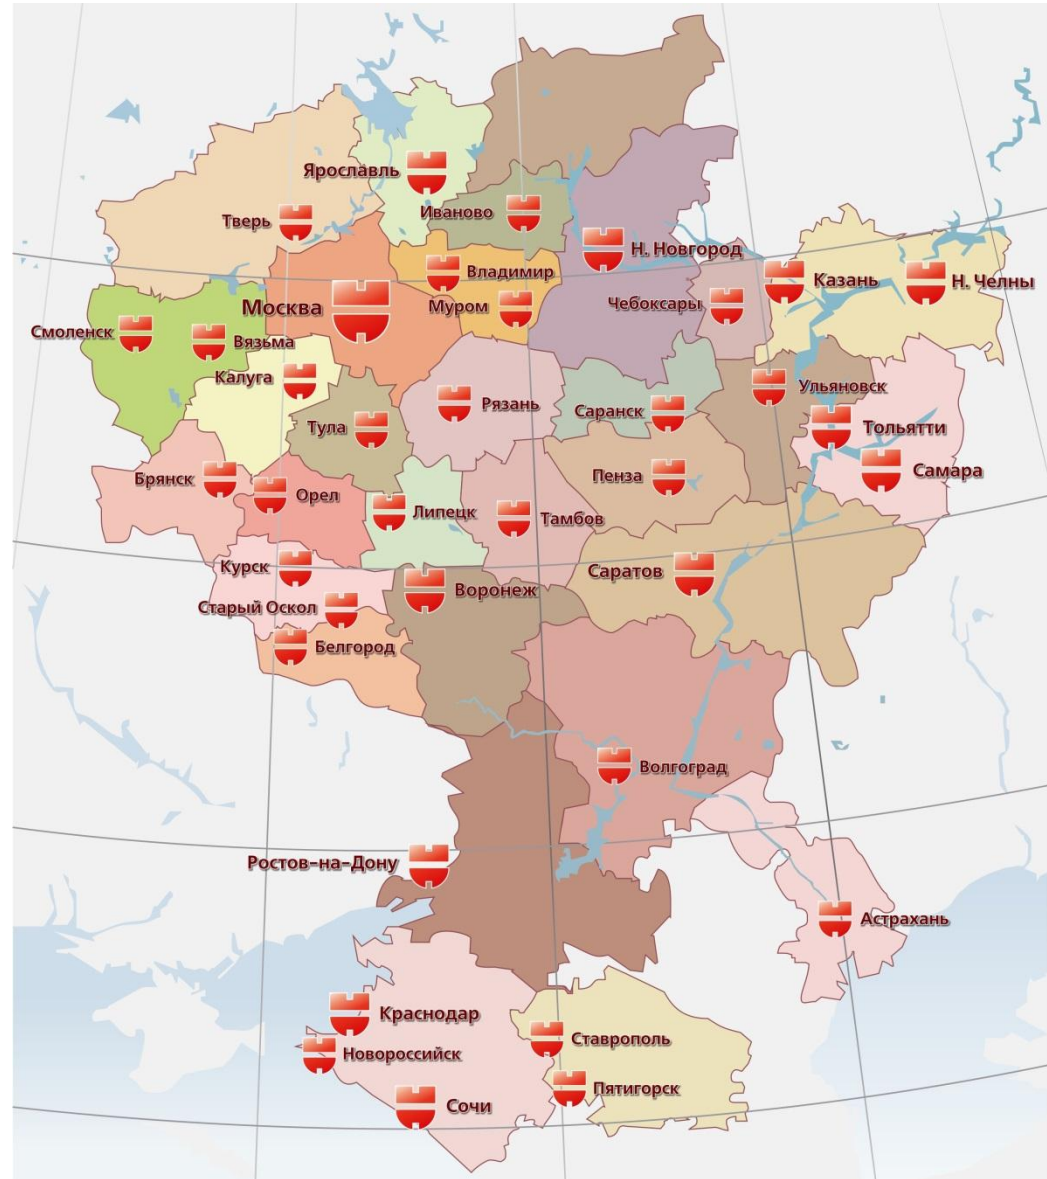 Ярославль
Иваново
Тверь
Н. Новгород
Владимир
Казань
Н. Челны
Москва
Муром
Чебоксары
Смоленск
Вязьма
Калуга
Ульяновск
Рязань
Саранск
Тула
Тольятти
Самара
Пенза
Брянск
Орел
Липецк
Тамбов
Курск
Саратов
Воронеж
Старый Оскол
Белгород
Волгоград
Ростов-на-Дону
Астрахань
Краснодар
Ставрополь
Новороссийск
Пятигорск
Сочи